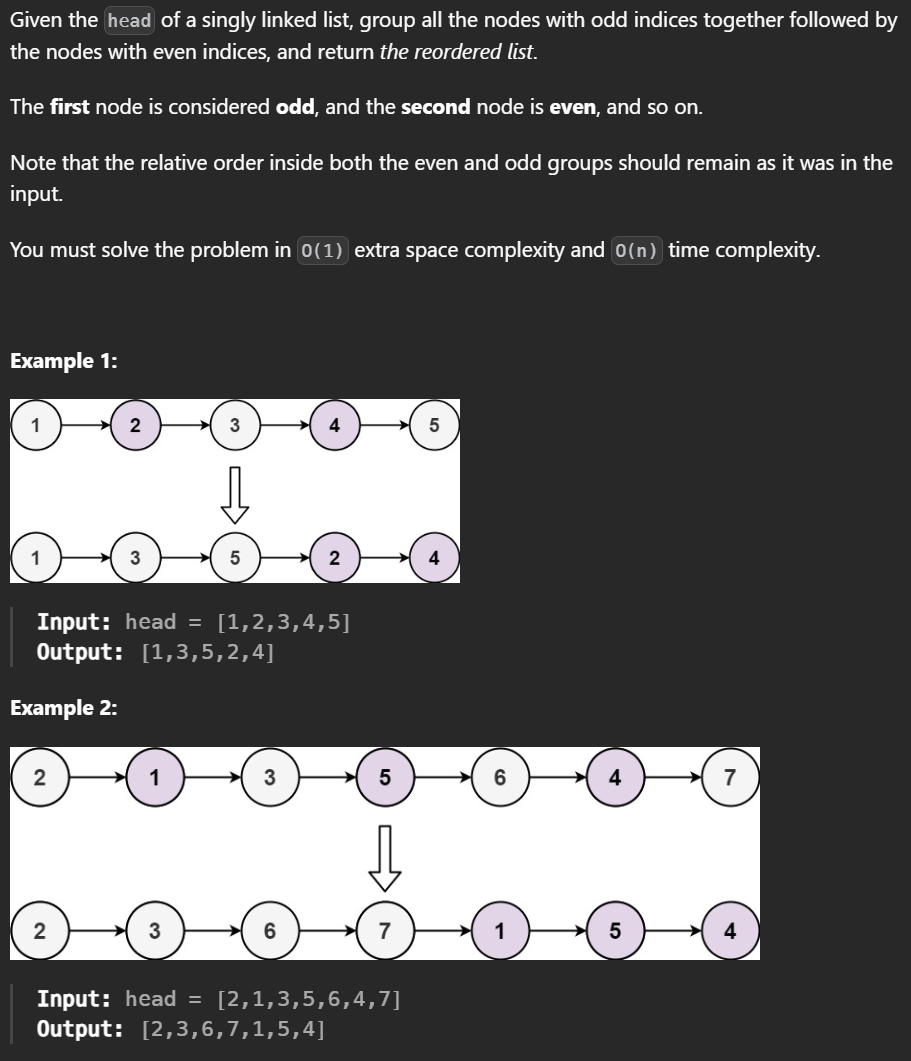 Given the head of a singly linked list, group all the nodes with odd indices together followed by
the nodes with even indices, and return the reordered list.
The first node is considered odd, and the second node is even, and so on.
Note that the relative order inside both the even and odd groups should remain as it was in the
input.
You must solve the problem in O(1) extra space complexity and O(n) time complexity.
Example 1:
1 2 3 4 5
1 3 5 2 4
Input: head = [1,2,3,4,5]
Output: [1,3,5,2,4]
Example 2:
2 1 3 5 6 4 7
2 3 6 7 1 5 4
Input: head = [2,1,3,5,6,4,7]
Output: [2,3,6,7,1,5,4]